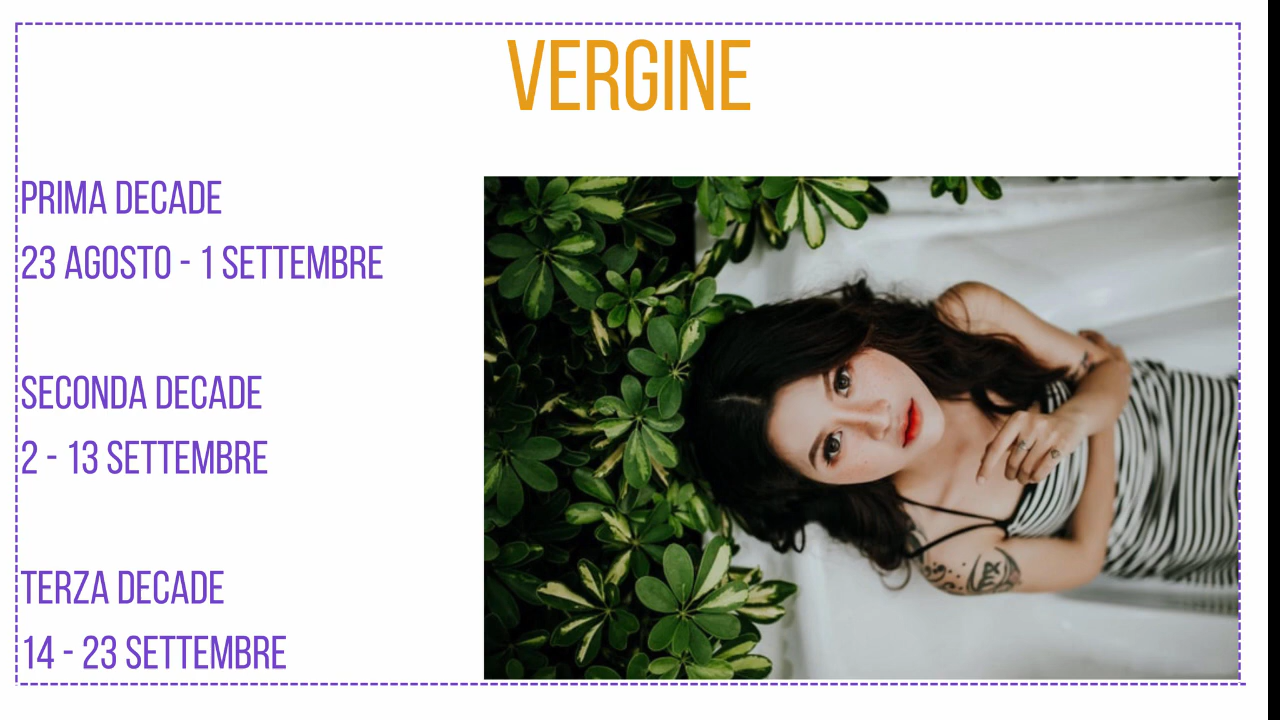 VERGINE
PRIMA DECADE
23 AGOSTO - 1 SETTEMBRE
SECONDA DECADE
2 - 13 SETTEMBRE
TERZA DECADE
14 - 23 SETTEMBRE